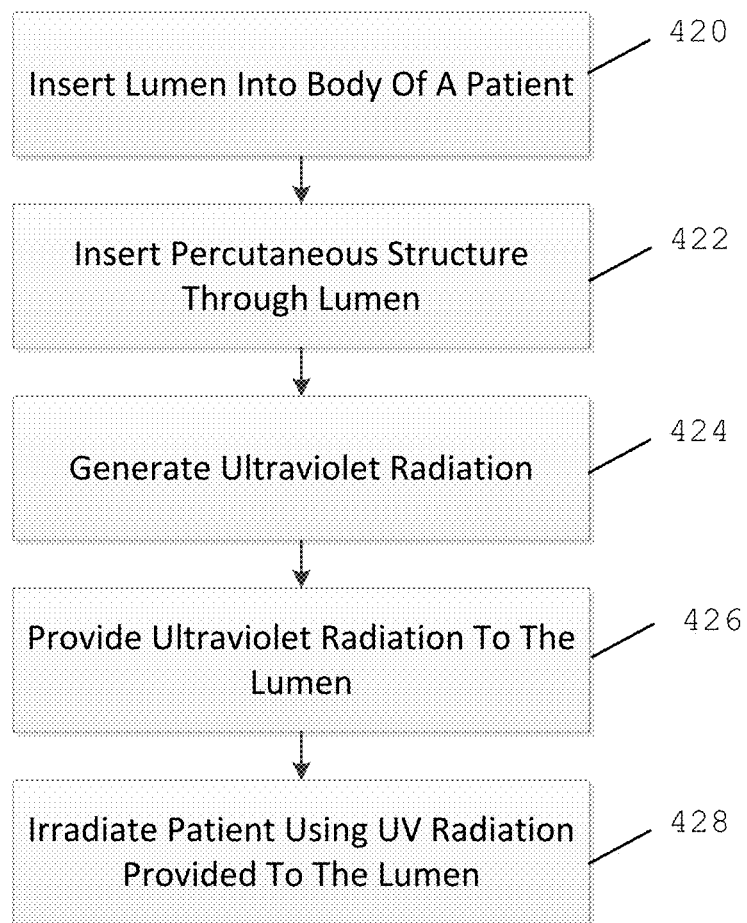 420
Insert Lumen Into Body Of A Patient
422
Insert Percutaneous Structure
Through Lumen
424
Generate Ultraviolet Radiation
426
Provide Ultraviolet Radiation To The
Lumen
428
Irradiate Patient Using UV Radiation
Provided To The Lumen